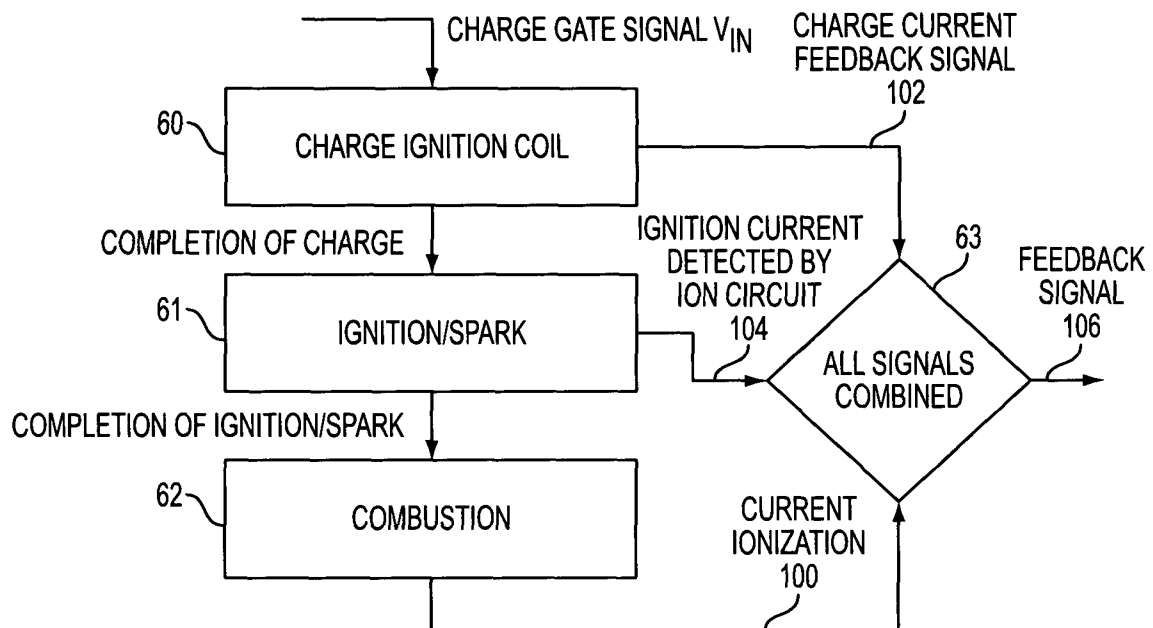 CHARGE GATE SIGNAL VIN
CHARGE CURRENT
FEEDBACK SIGNAL
102
60
CHARGE IGNITION COIL
COMPLETION OF CHARGE
IGNITION CURRENT
DETECTED BY
ION CIRCUIT
104
63
FEEDBACK
SIGNAL
106
61
IGNITION/SPARK
ALL SIGNALS
COMBINED
COMPLETION OF IGNITION/SPARK
62
COMBUSTION
CURRENT
IONIZATION
100